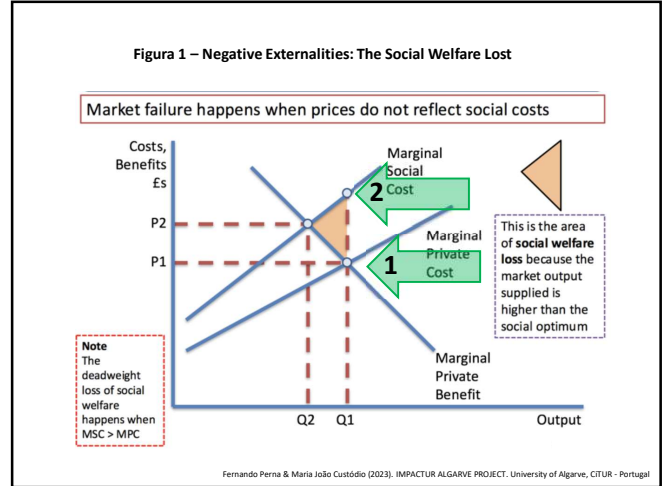 Figura 1 – Negative Externalities: The Social Welfare Lost
Market failure happens when prices do not reflect social costs
Costs,
Benefits
£s
P2
P1
Marginal
Social
Cost
2
Marginal
Private
Cost
1
Marginal
Private
Benefit
This is the area
of social welfare
loss because the
market output
supplied is
higher than the
social optimum
Note
The
deadweight
loss of social
welfare
happens when
MSC > MPC
Q2
Q1
Output
Fernando Perna & Maria João Custódio (2023). IMPACTUR ALGARVE PROJECT. University of Algarve, CiTUR - Portugal